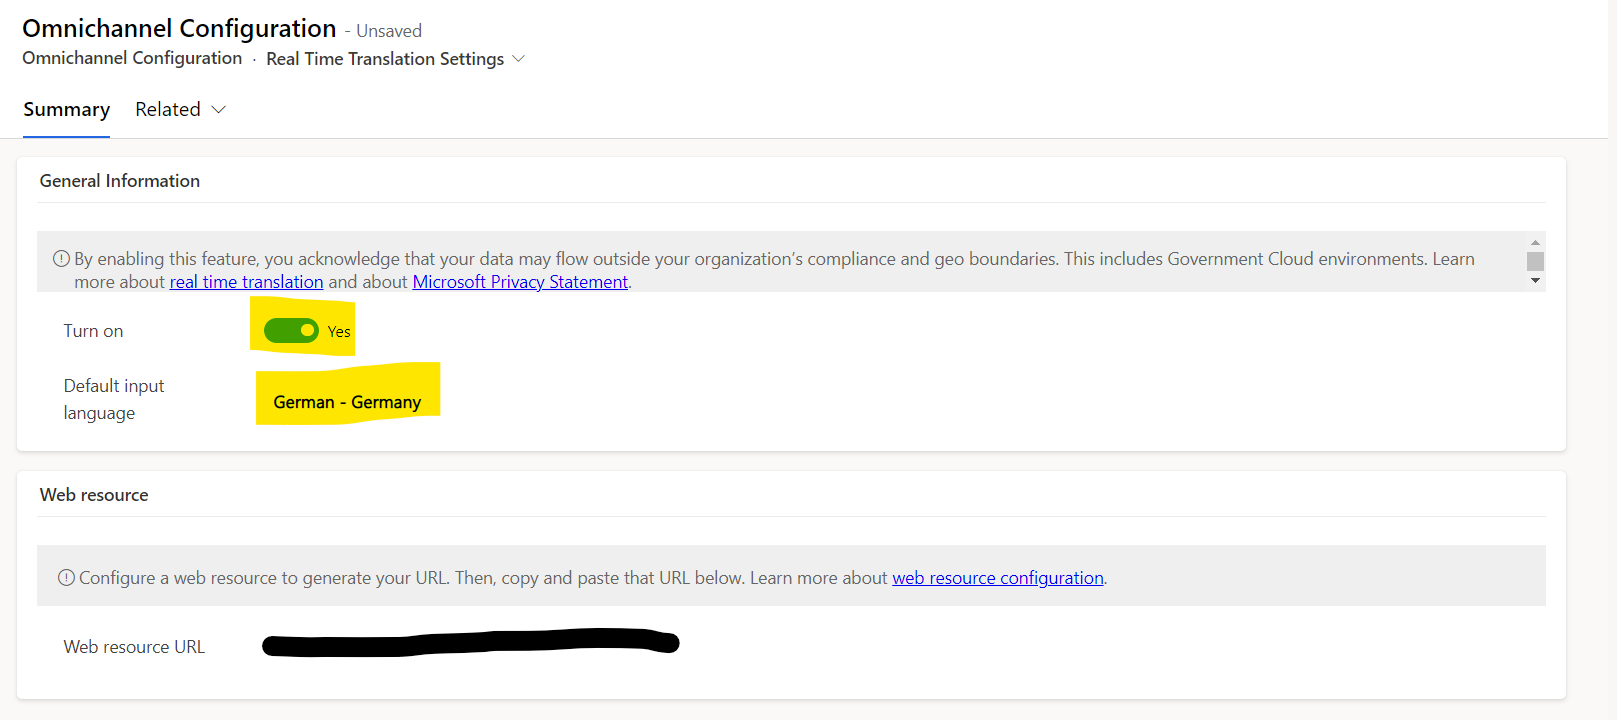 Omnichannel Configuration - Unsaved
Omnichannel Configuration · Real Time Translation Settings
Summary Related
General Information
By enabling this feature, you acknowledge that your data may flow outside your organization's compliance and geo boundaries. This includes Government Cloud environments. Learn
more about real time translation and about Microsoft Privacy Statement.
Turn on Yes
Default input
language
German - Germany
Web resource
Configure a web resource to generate your URL. Then, copy and paste that URL below. Learn more about web resource configuration.
Web resource URL